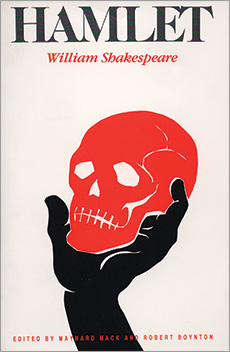 HAMLET
William Shakespeare
EDITED BY MAYNARD MACK AND ROBERT BOYNTON